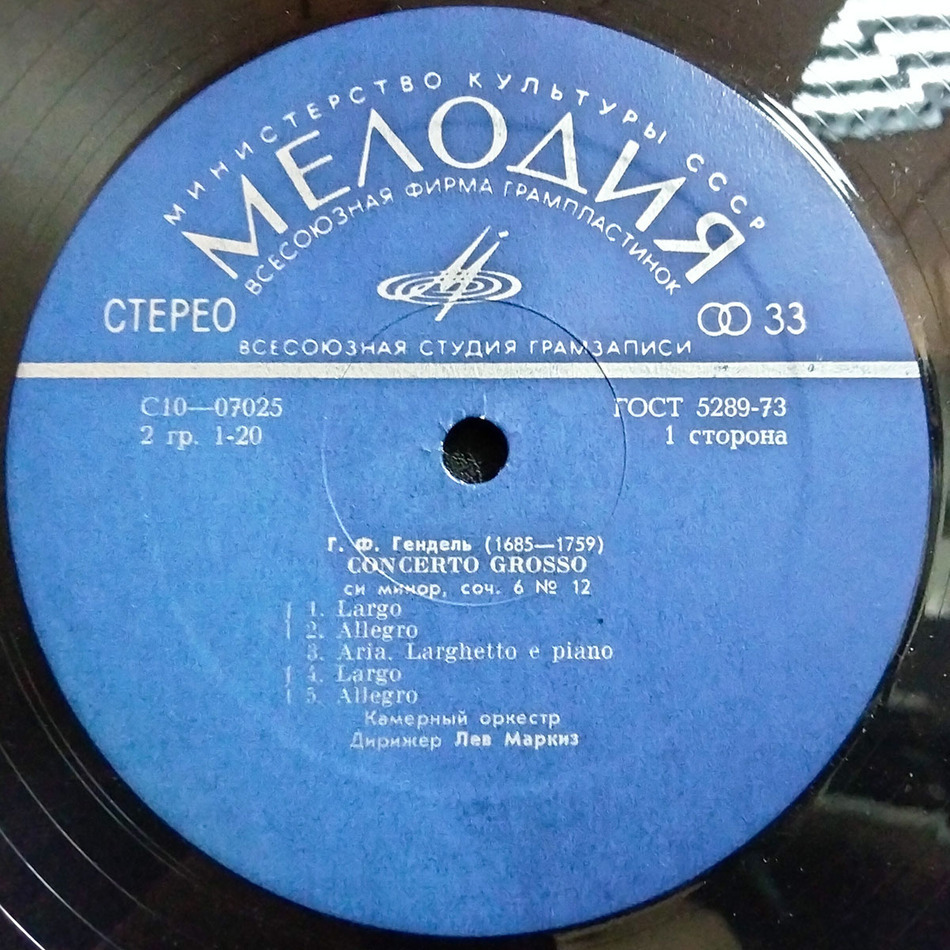 МИНИСТЕРСТВО КУЛЬТУРЫ СССР
МЕЛОДИЯ
ВСЕСОЮЗНАЯ ФИРМА ГРАМПЛАСТИНОК
СТЕРЕО
33
ВСЕСОЮЗНАЯ СТУДИЯ ГРАМЗАПИСИ
С10—07025
ГОСТ 5289-73
2 гр. 1-20
1 сторона
Г. Ф. Гендель (1685—1759)
CONCERTO GROSSO
си минор, соч. 6 № 12
1. Largo
2. Allegro
3. Aria. Larghetto e piano
4. Largo
5. Allegro
Камерный оркестр
Дирижер Лев Маркиз